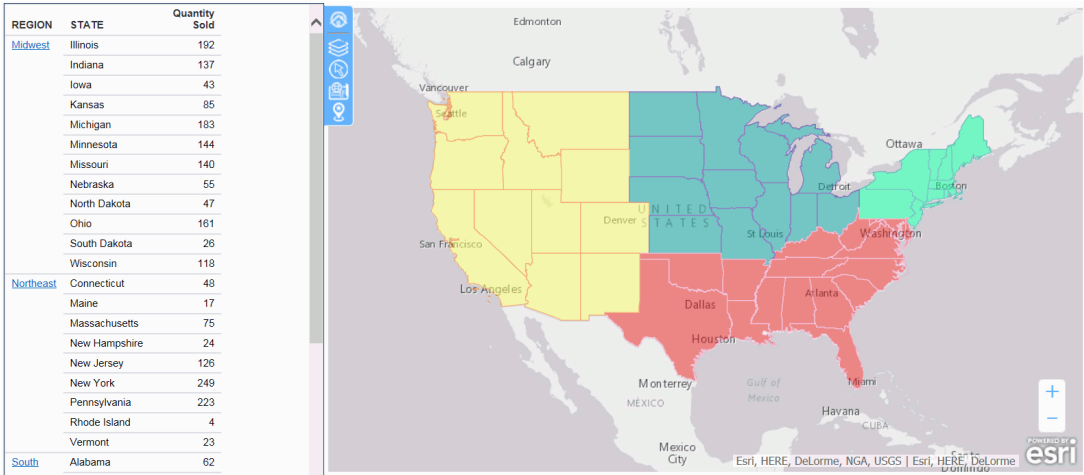 REGION STATE Quantity Sold
Midwest Illinois 192
Indiana 137
Iowa 43
Kansas 85
Michigan 183
Minnesota 144
Missouri 140
Nebraska 55
North Dakota 47
Ohio 161
South Dakota 26
Wisconsin 118
Northeast Connecticut 48
Maine 17
Massachusetts 75
New Hampshire 24
New Jersey 126
New York 249
Pennsylvania 223
Rhode Island 4
Vermont 23
South Alabama 62
Edmonton
Calgary
Vancouver
Seattle
Ottawa
Detroit
Boston
UNITED
STATES
Denver
St Louis
Washington
San Francisco
Los Angeles
Atlanta
Dallas
Houston
Monterrey
Gulf of
Mexico
Miami
MÉXICO
Havana
CUBA
Mexico
City
+
−
POWERED BY
esri
Santo
Domingo
Esri, HERE, DeLorme, NGA, USGS | Esri, HERE, DeLorme